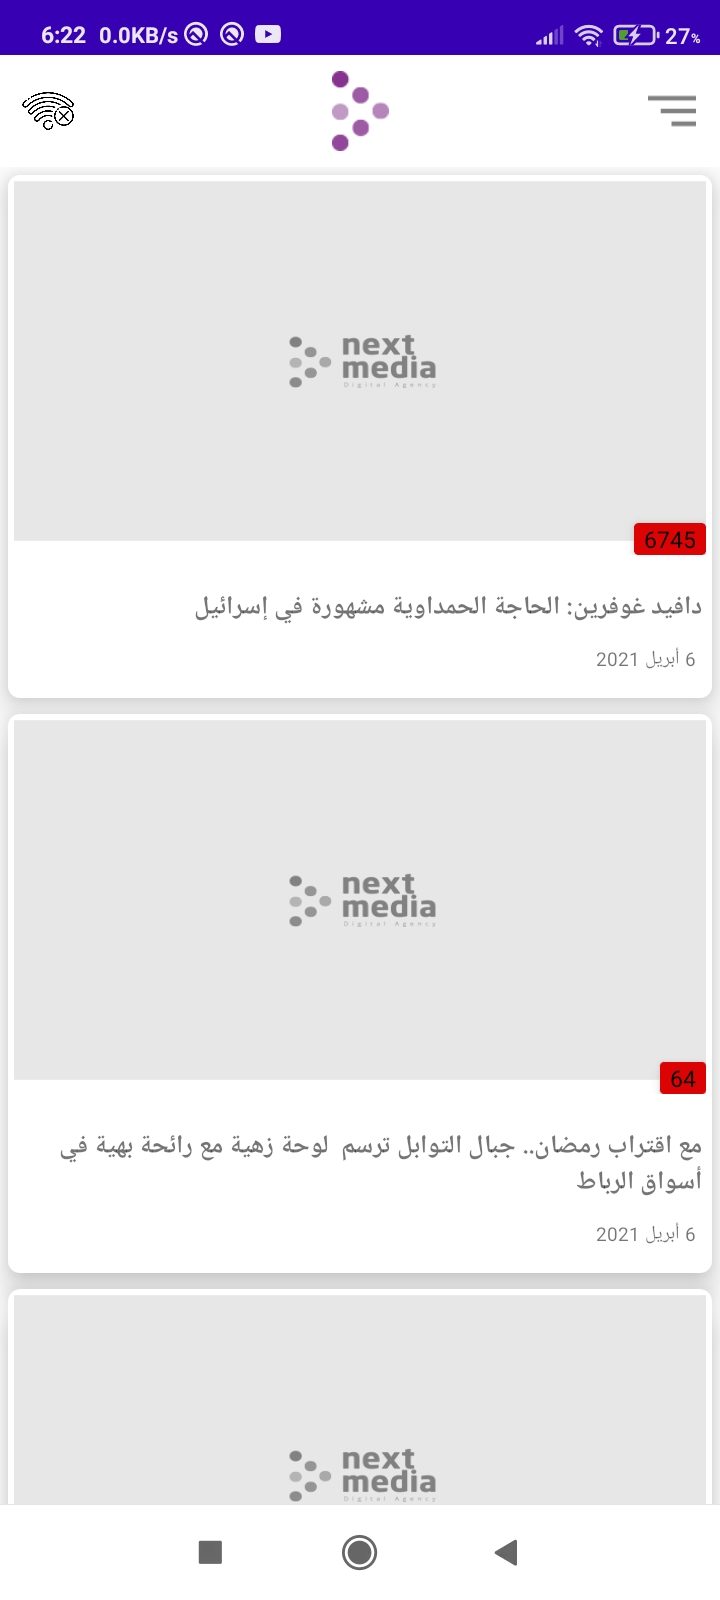 6:22 0.0KB/s 27%
next
media
Digital Agency
6745
دافيد غوفرين: الحاجة الحمداوية مشهورة في إسرائيل
6 أبريل 2021
next
media
Digital Agency
64
مع اقتراب رمضان.. جبال التوابل ترسم لوحة زهية مع رائحة بهية في
أسواق الرباط
6 أبريل 2021
next
media
Digital Agency